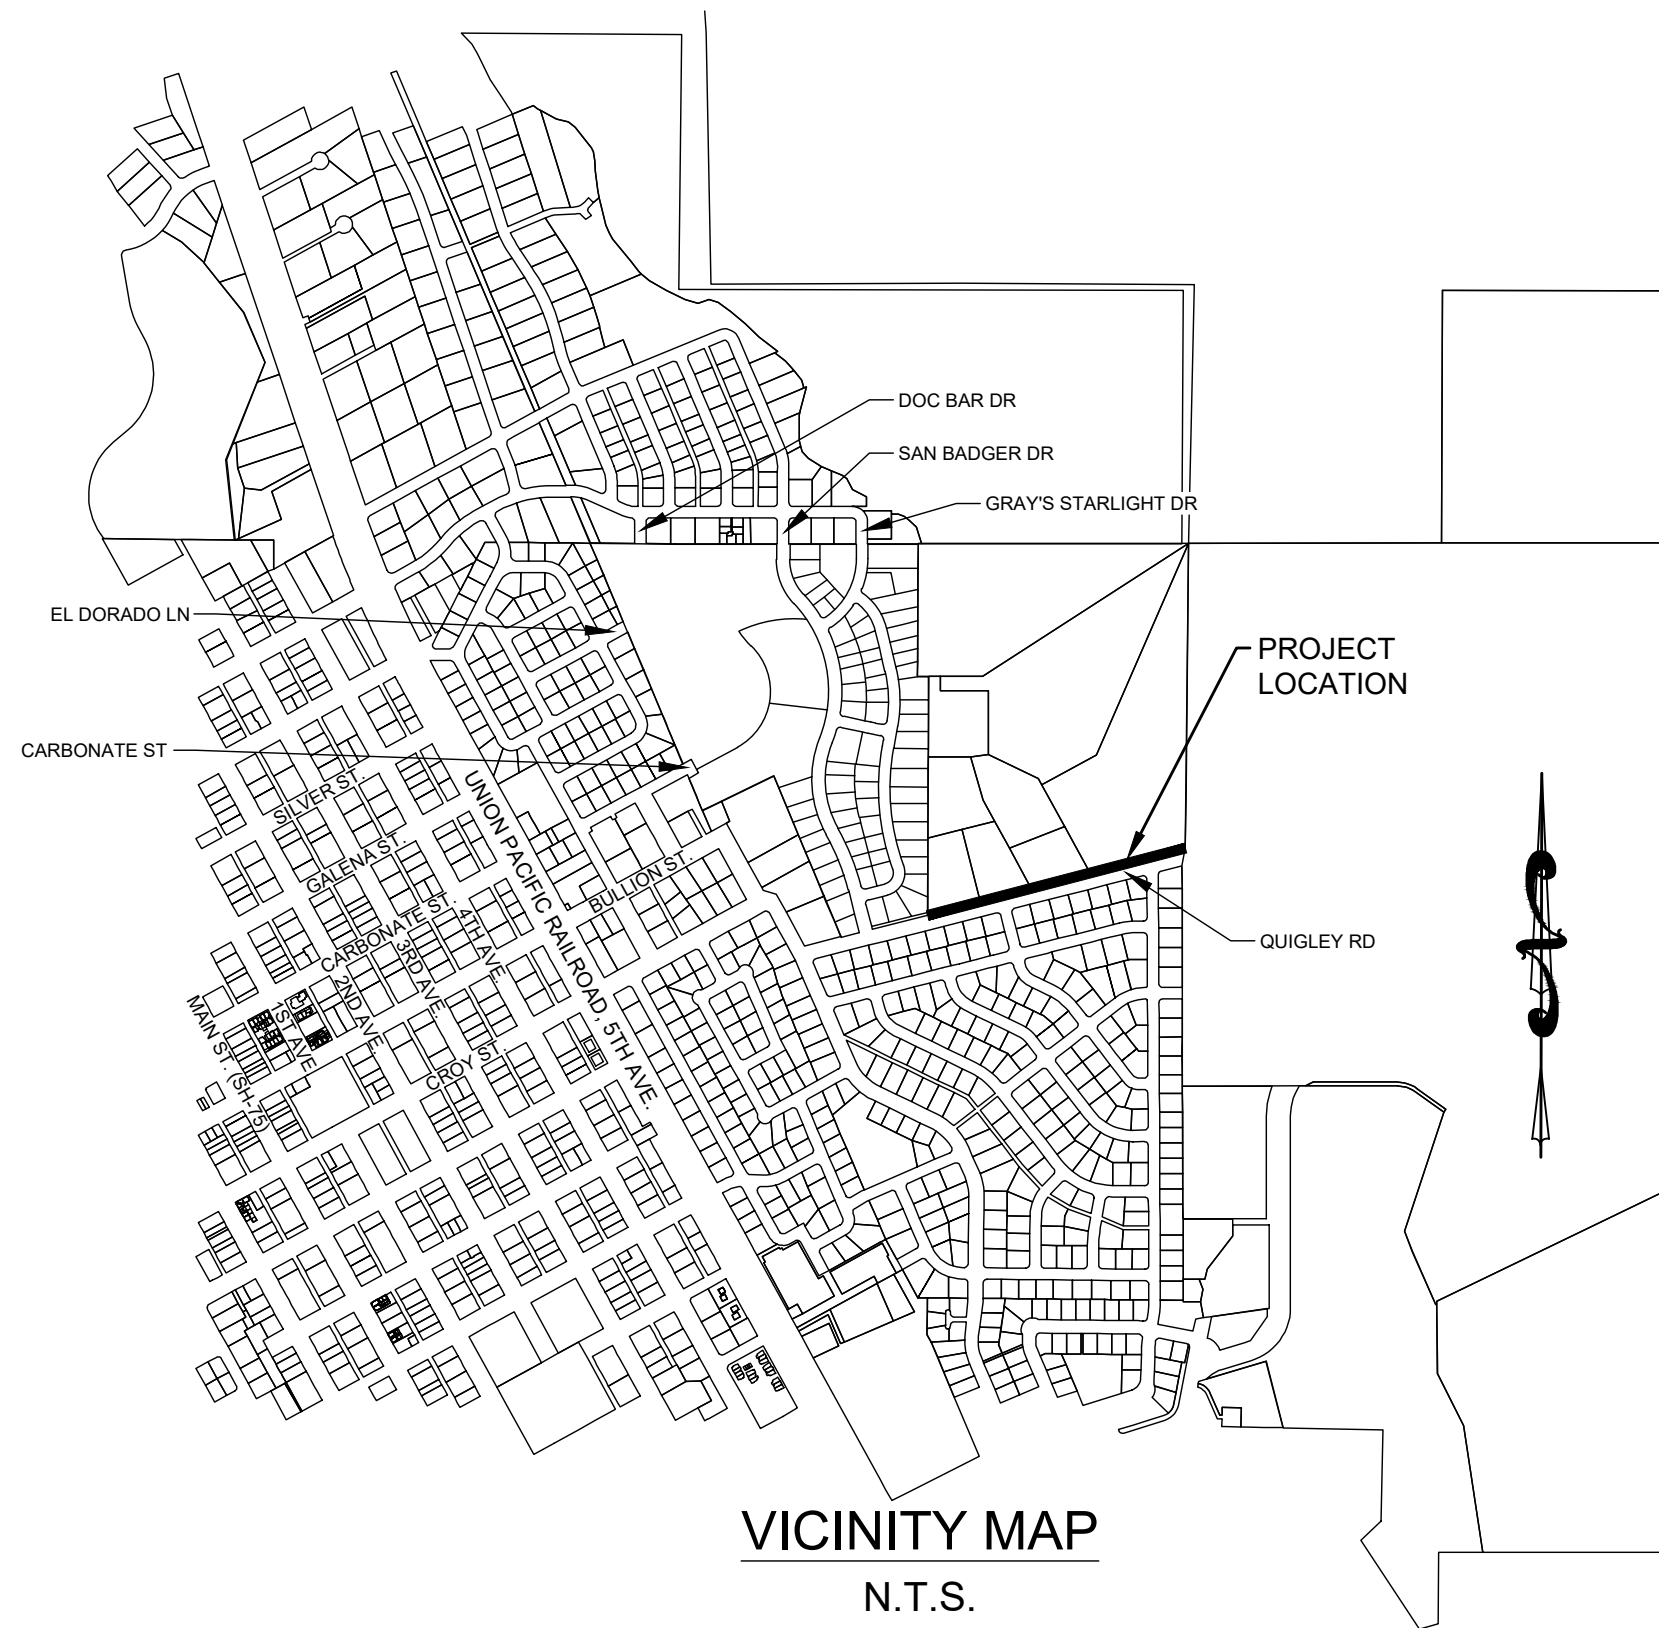 DOC BAR DR
SAN BADGER DR
GRAY'S STARLIGHT DR
EL DORADO LN
PROJECT
LOCATION
CARBONATE ST
SILVER ST.
GALENA ST.
UNION PACIFIC RAILROAD, 5TH AVE.
BULLION ST.
CARBONATE ST.
4TH AVE.
3RD AVE.
2ND AVE.
1ST AVE
MAIN ST. (SH-75)
CROY ST.
QUIGLEY RD
VICINITY MAP
N.T.S.